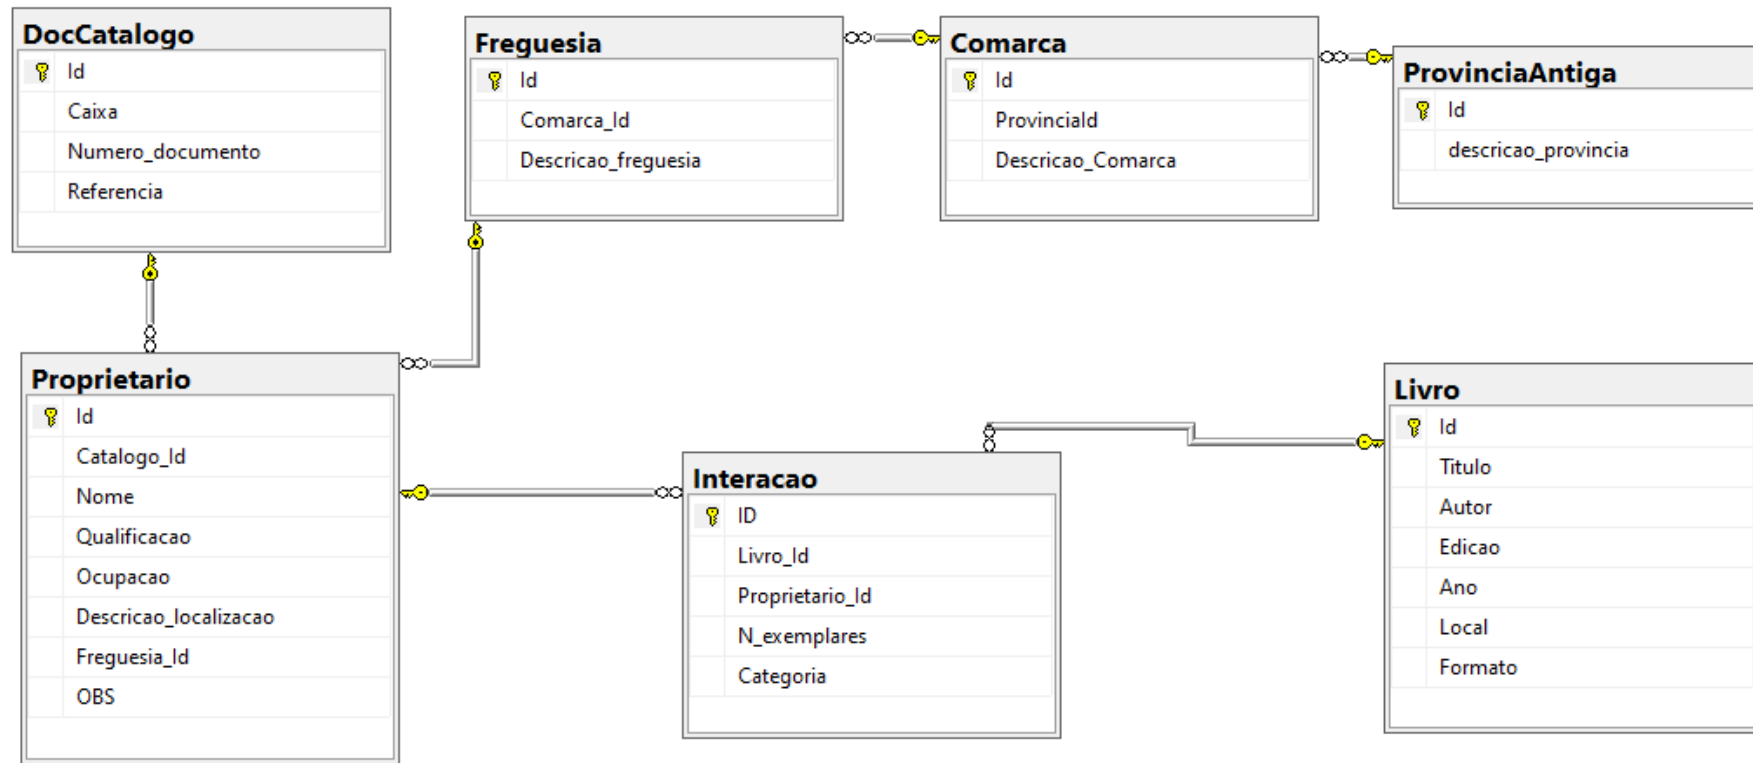 DocCatalogo
Id
Caixa
Numero_documento
Referencia
Freguesia
Id
Comarca_Id
Descricao_freguesia
Comarca
Id
ProvinciaId
Descricao_Comarca
ProvinciaAntiga
Id
descricao_provincia
Proprietario
Id
Catalogo_Id
Nome
Qualificacao
Ocupacao
Descricao_localizacao
Freguesia_Id
OBS
Interacao
ID
Livro_Id
Proprietario_Id
N_exemplares
Categoria
Livro
Id
Titulo
Autor
Edicao
Ano
Local
Formato